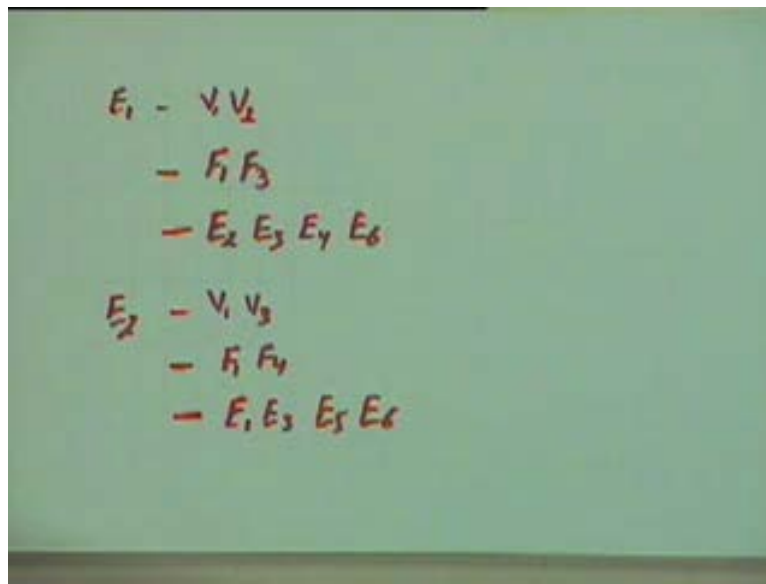 E₁ - V₁ V₂
- F₁ F₃
- E₂ E₃ E₄ E₆
E₂ - V₁ V₃
- F₁ F₄
- E₁ E₃ E₅ E₆